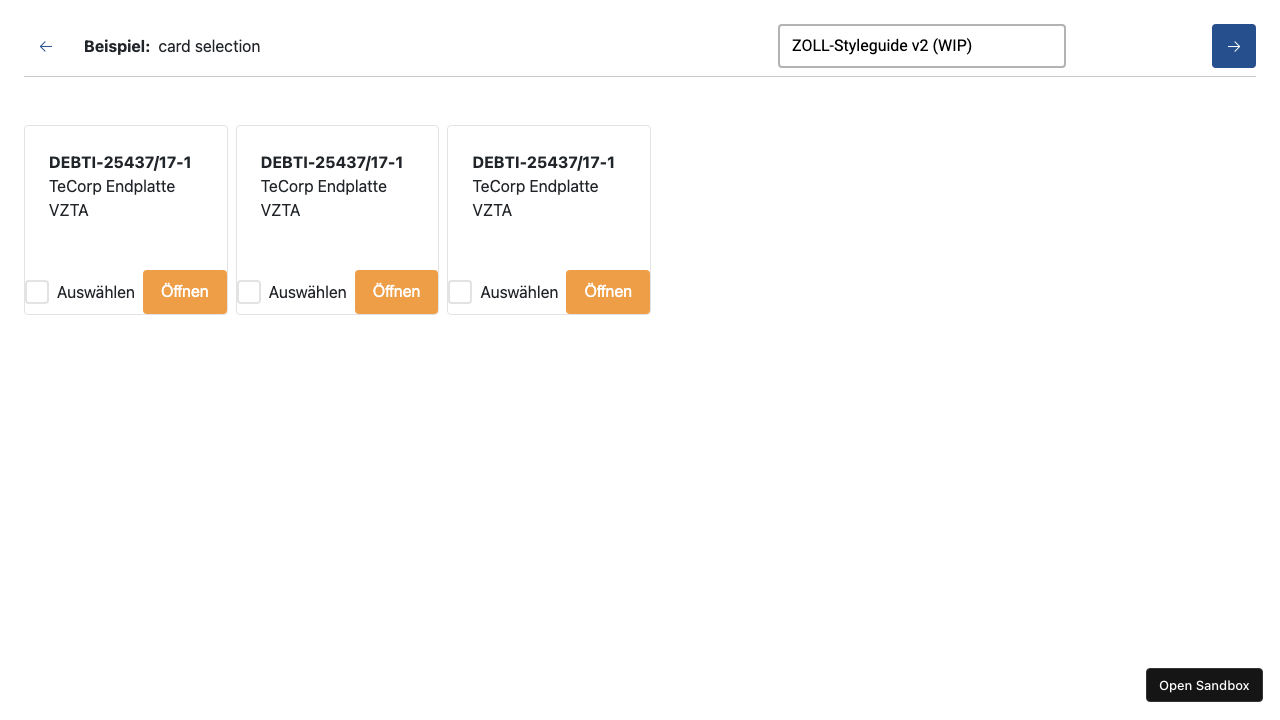 Beispiel: card selection
ZOLL-Styleguide v2 (WIP)
DEBTI-25437/17-1
TeCorp Endplatte
VZTA
Auswählen
Öffnen
DEBTI-25437/17-1
TeCorp Endplatte
VZTA
Auswählen
Öffnen
DEBTI-25437/17-1
TeCorp Endplatte
VZTA
Auswählen
Öffnen
Open Sandbox